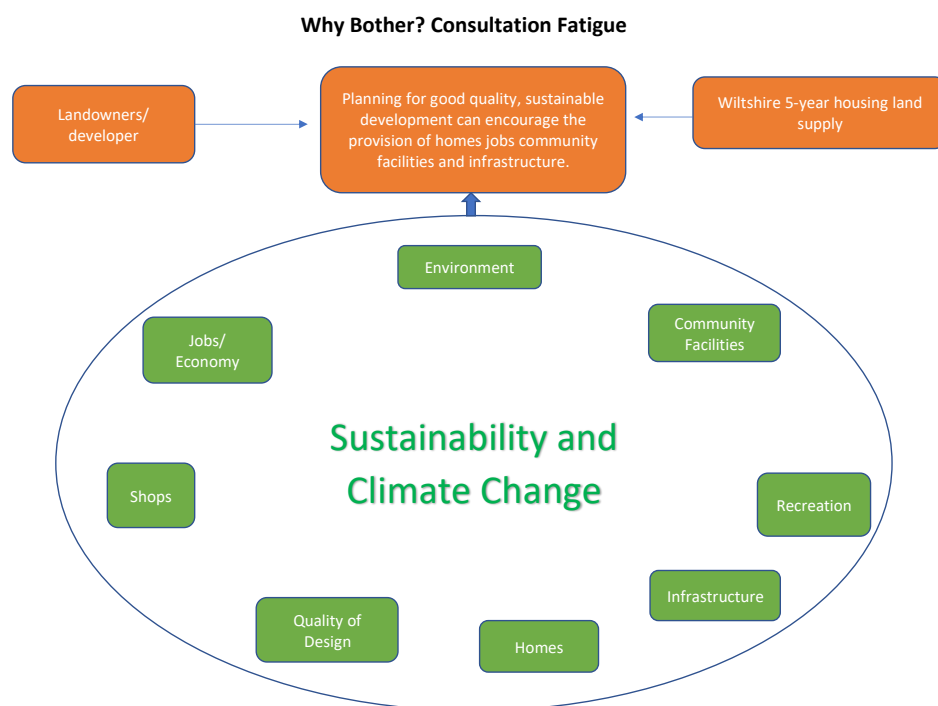 Why Bother? Consultation Fatigue
Landowners/
developer
Planning for good quality, sustainable
development can encourage the
provision of homes jobs community
facilities and infrastructure.
Wiltshire 5-year housing land
supply
Environment
Community
Facilities
Jobs/
Economy
Sustainability and
Climate Change
Shops
Recreation
Infrastructure
Quality of
Design
Homes